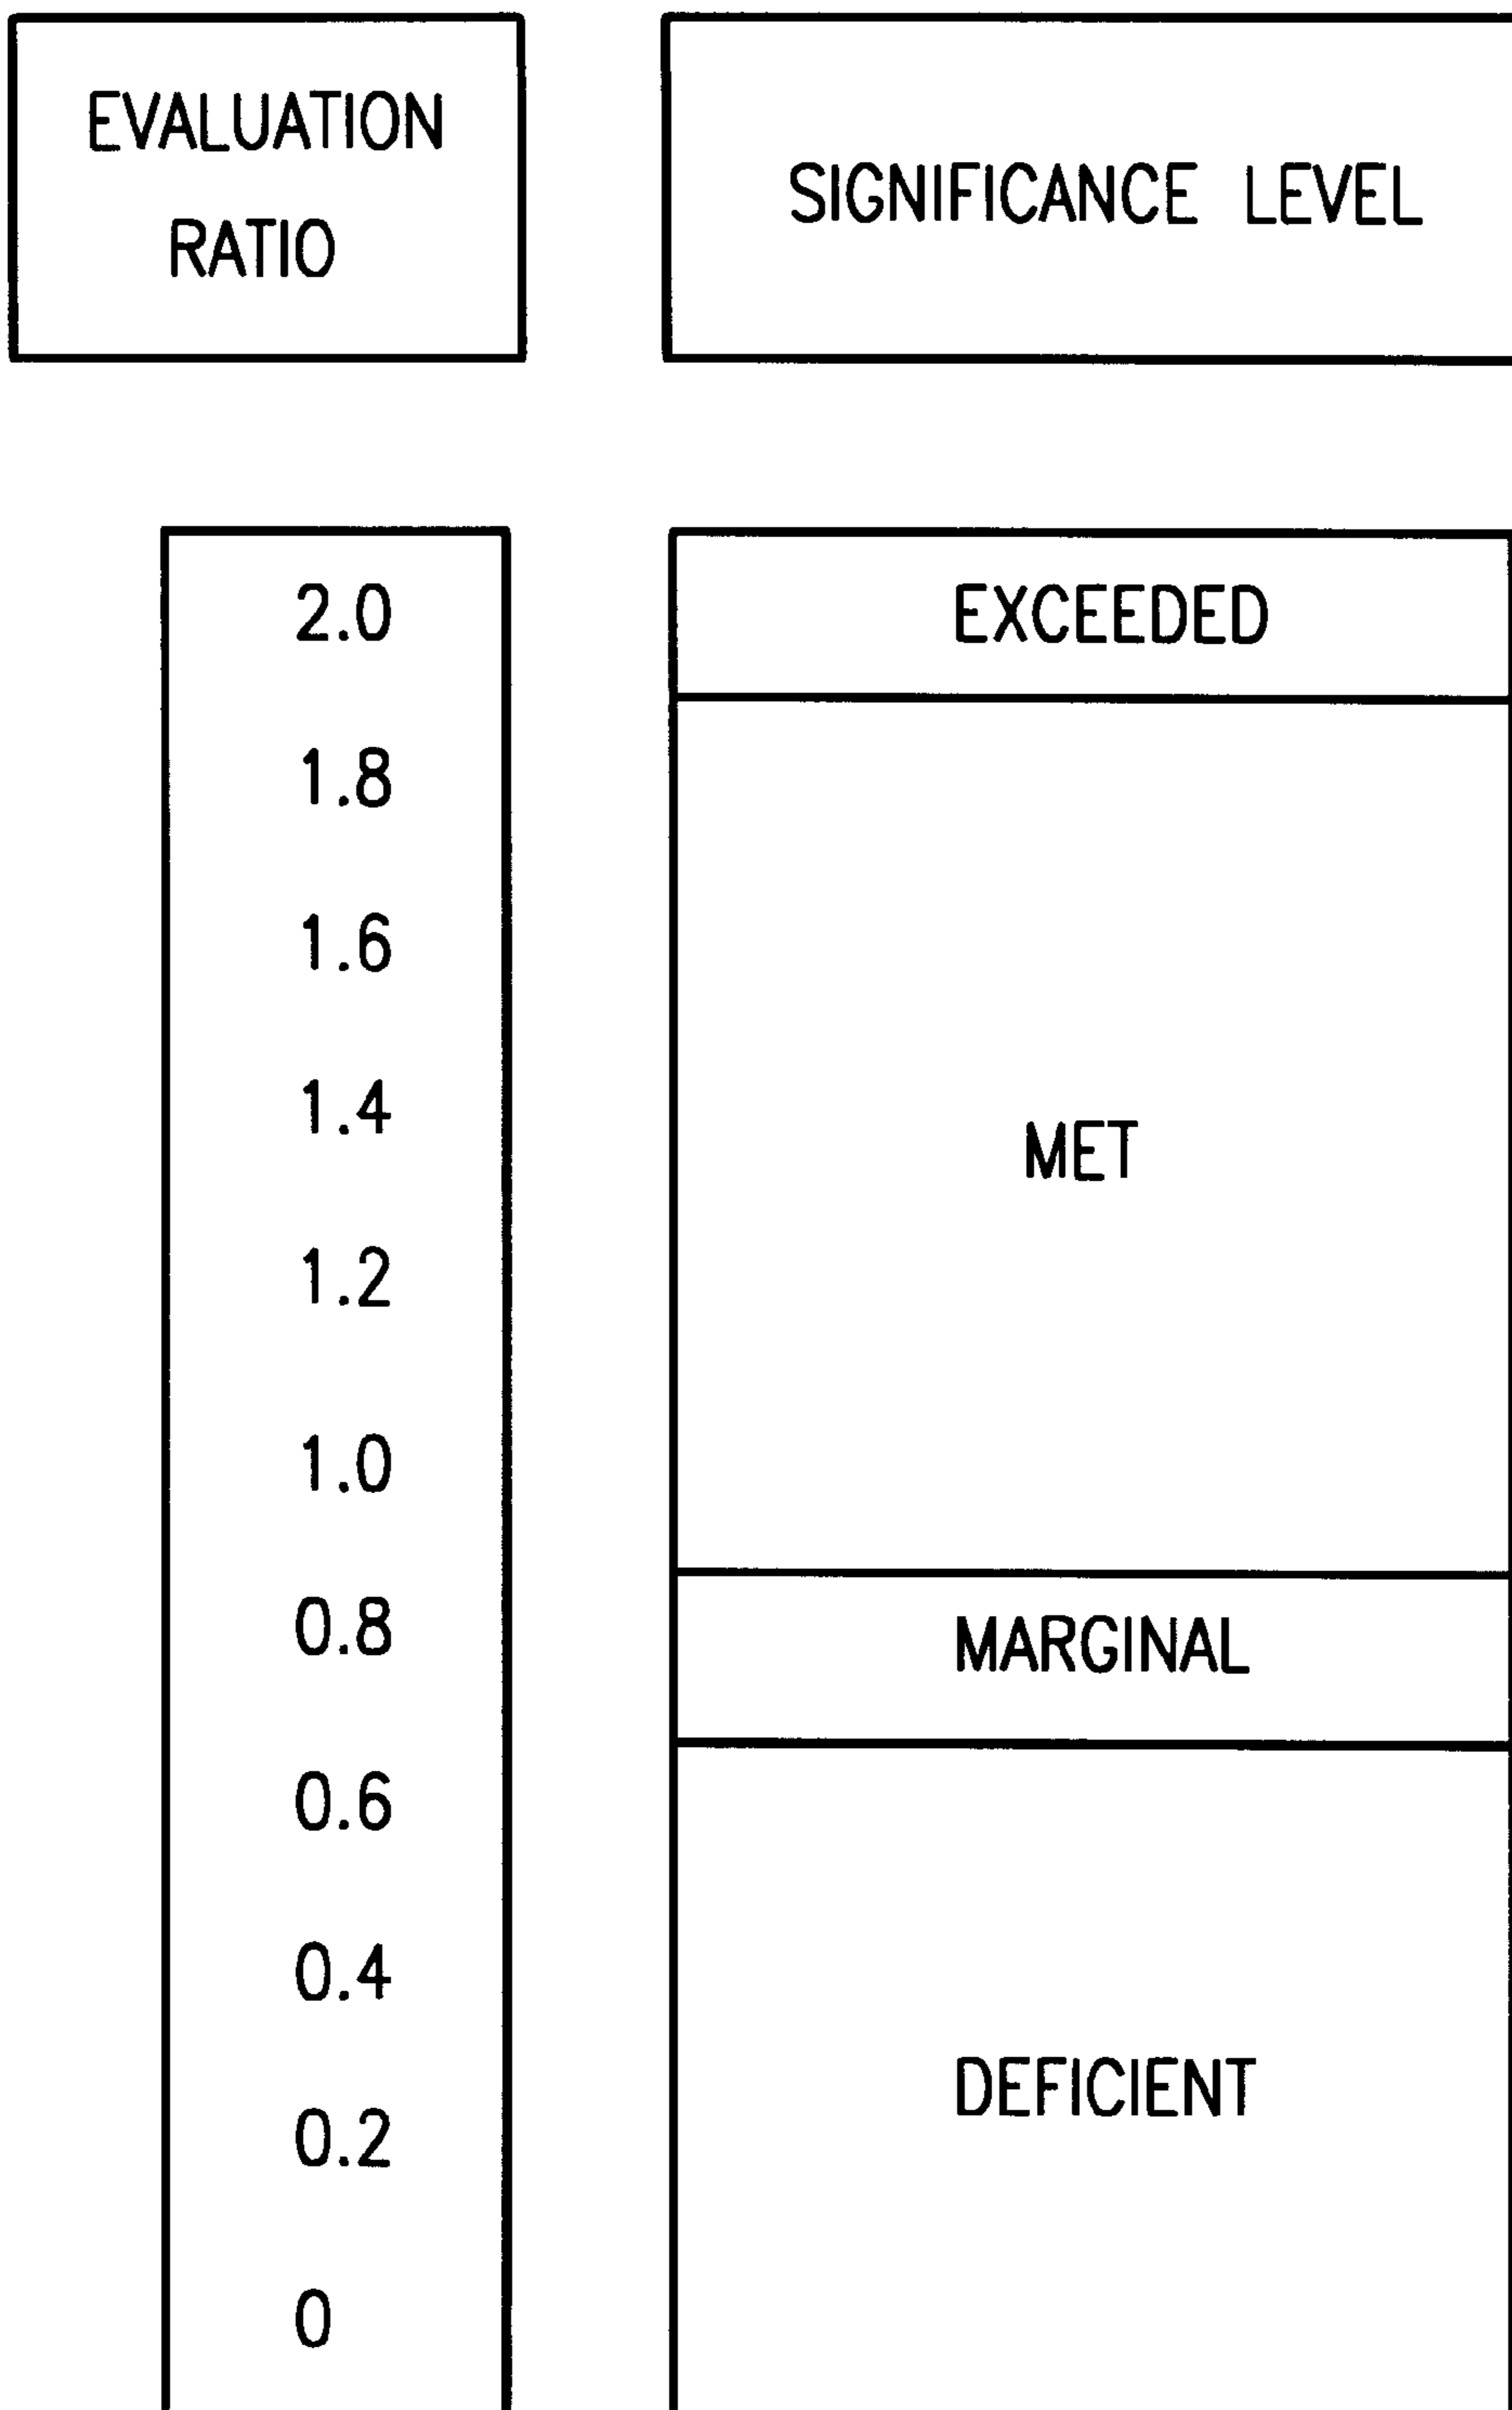 EVALUATION
RATIO
SIGNIFICANCE LEVEL
2.0
EXCEEDED
1.8
1.6
1.4
MET
1.2
1.0
0.8
MARGINAL
0.6
0.4
DEFICIENT
0.2
0